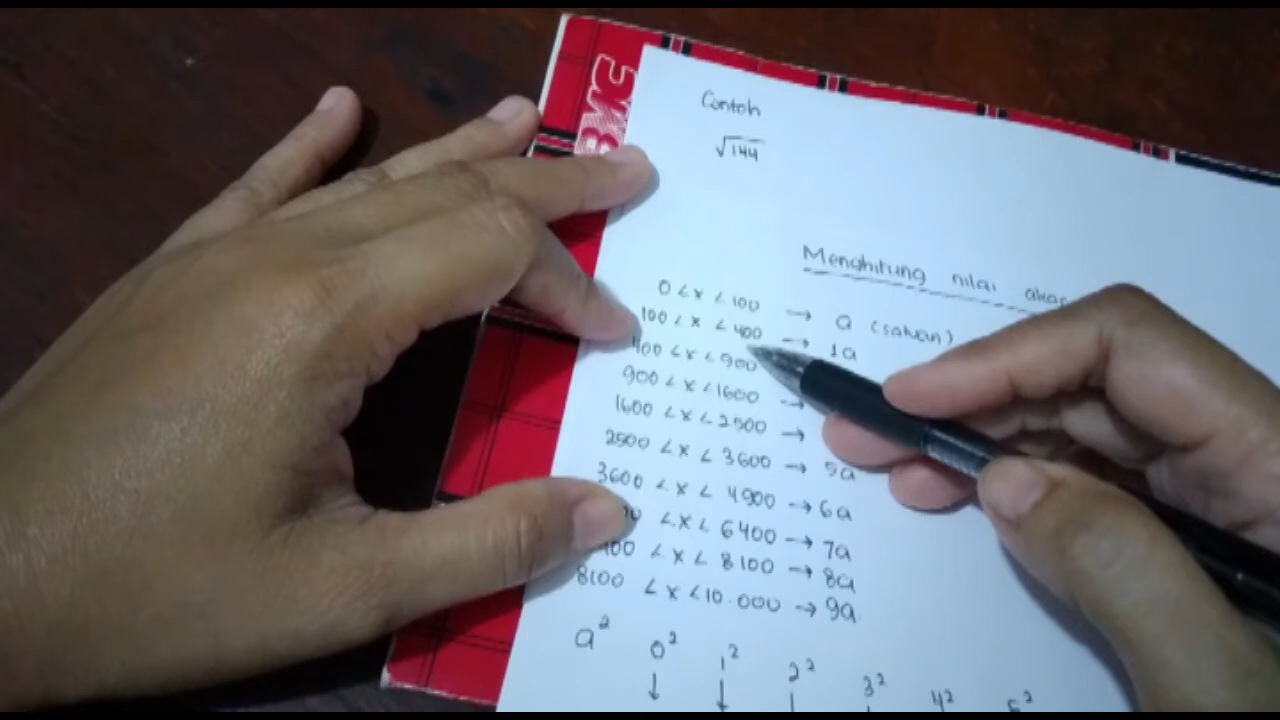 BMC
Contoh
√144
Menghitung nilai akar
0 < x < 100 → a (satuan)
100 < x < 400 → 1a
400 < x < 900
900 < x < 1600 →
1600 < x < 2500 →
2500 < x < 3600 → 5a
3600 < x < 4900 → 6a
< x < 6400 → 7a
400 < x < 8100 → 8a
8100 < x < 10.000 → 9a
a² 0² 1² 2² 3² 4² 5²
↓ ↓